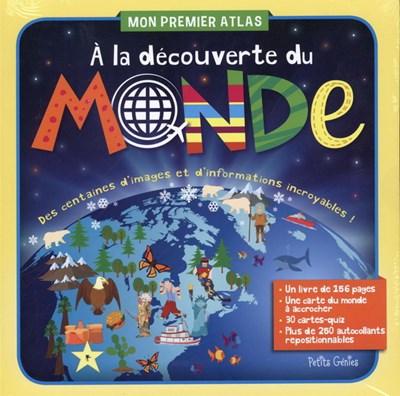 MON PREMIER ATLAS
À la découverte du
MONDE
Des centaines d'images et d'informations incroyables !
• Un livre de 156 pages
• Une carte du monde
à accrocher
• 30 cartes-quiz
• Plus de 250 autocollants
repositionnables
Petits Génies